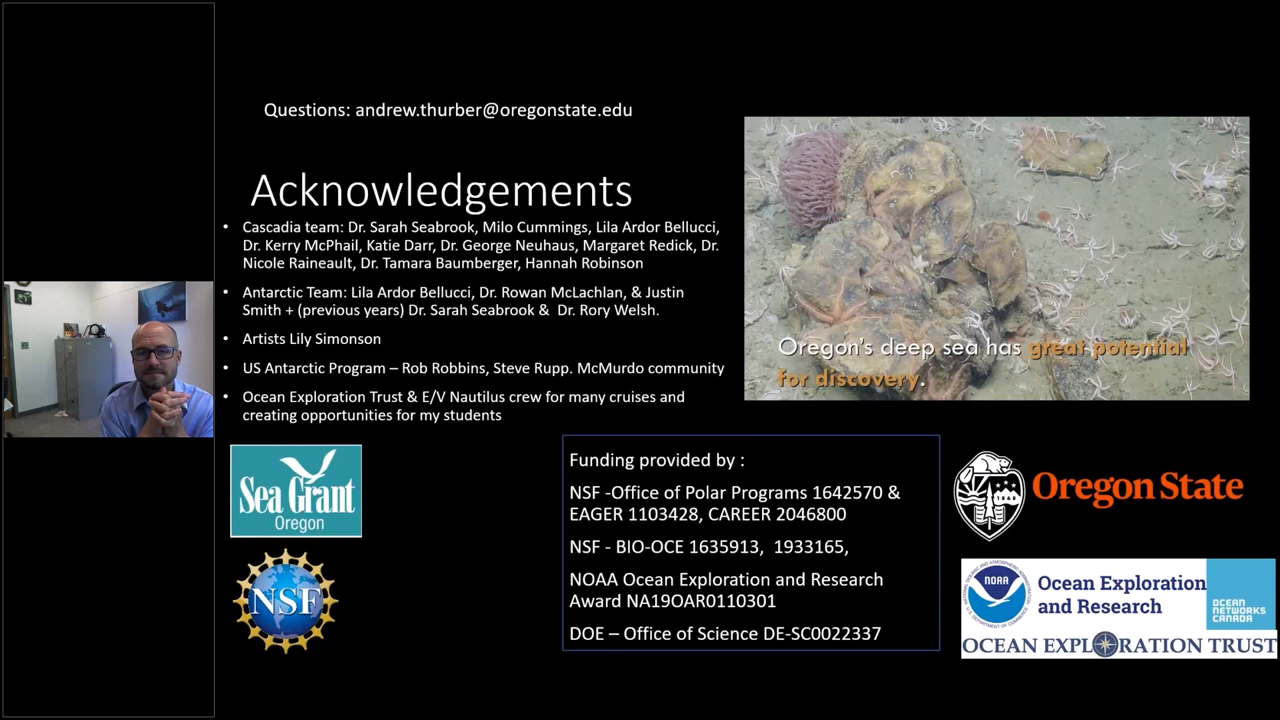 Questions: andrew.thurber@oregonstate.edu
Acknowledgements
• Cascadia team: Dr. Sarah Seabrook, Milo Cummings, Lila Ardor Bellucci,
Dr. Kerry McPhail, Katie Darr, Dr. George Neuhaus, Margaret Redick, Dr.
Nicole Raineault, Dr. Tamara Baumberger, Hannah Robinson
• Antarctic Team: Lila Ardor Bellucci, Dr. Rowan McLachlan, & Justin
Smith + (previous years) Dr. Sarah Seabrook & Dr. Rory Welsh.
• Artists Lily Simonson
• US Antarctic Program – Rob Robbins, Steve Rupp. McMurdo community
• Ocean Exploration Trust & E/V Nautilus crew for many cruises and
creating opportunities for my students
Oregon's deep sea has great potential
for discovery.
Sea Grant
Oregon
NSF
Funding provided by :
NSF -Office of Polar Programs 1642570 &
EAGER 1103428, CAREER 2046800
NSF - BIO-OCE 1635913, 1933165,
NOAA Ocean Exploration and Research
Award NA19OAR0110301
DOE – Office of Science DE-SC0022337
Oregon State
NOAA
Ocean Exploration
and Research
OCEAN
NETWORKS
CANADA
OCEAN EXPLORATION TRUST